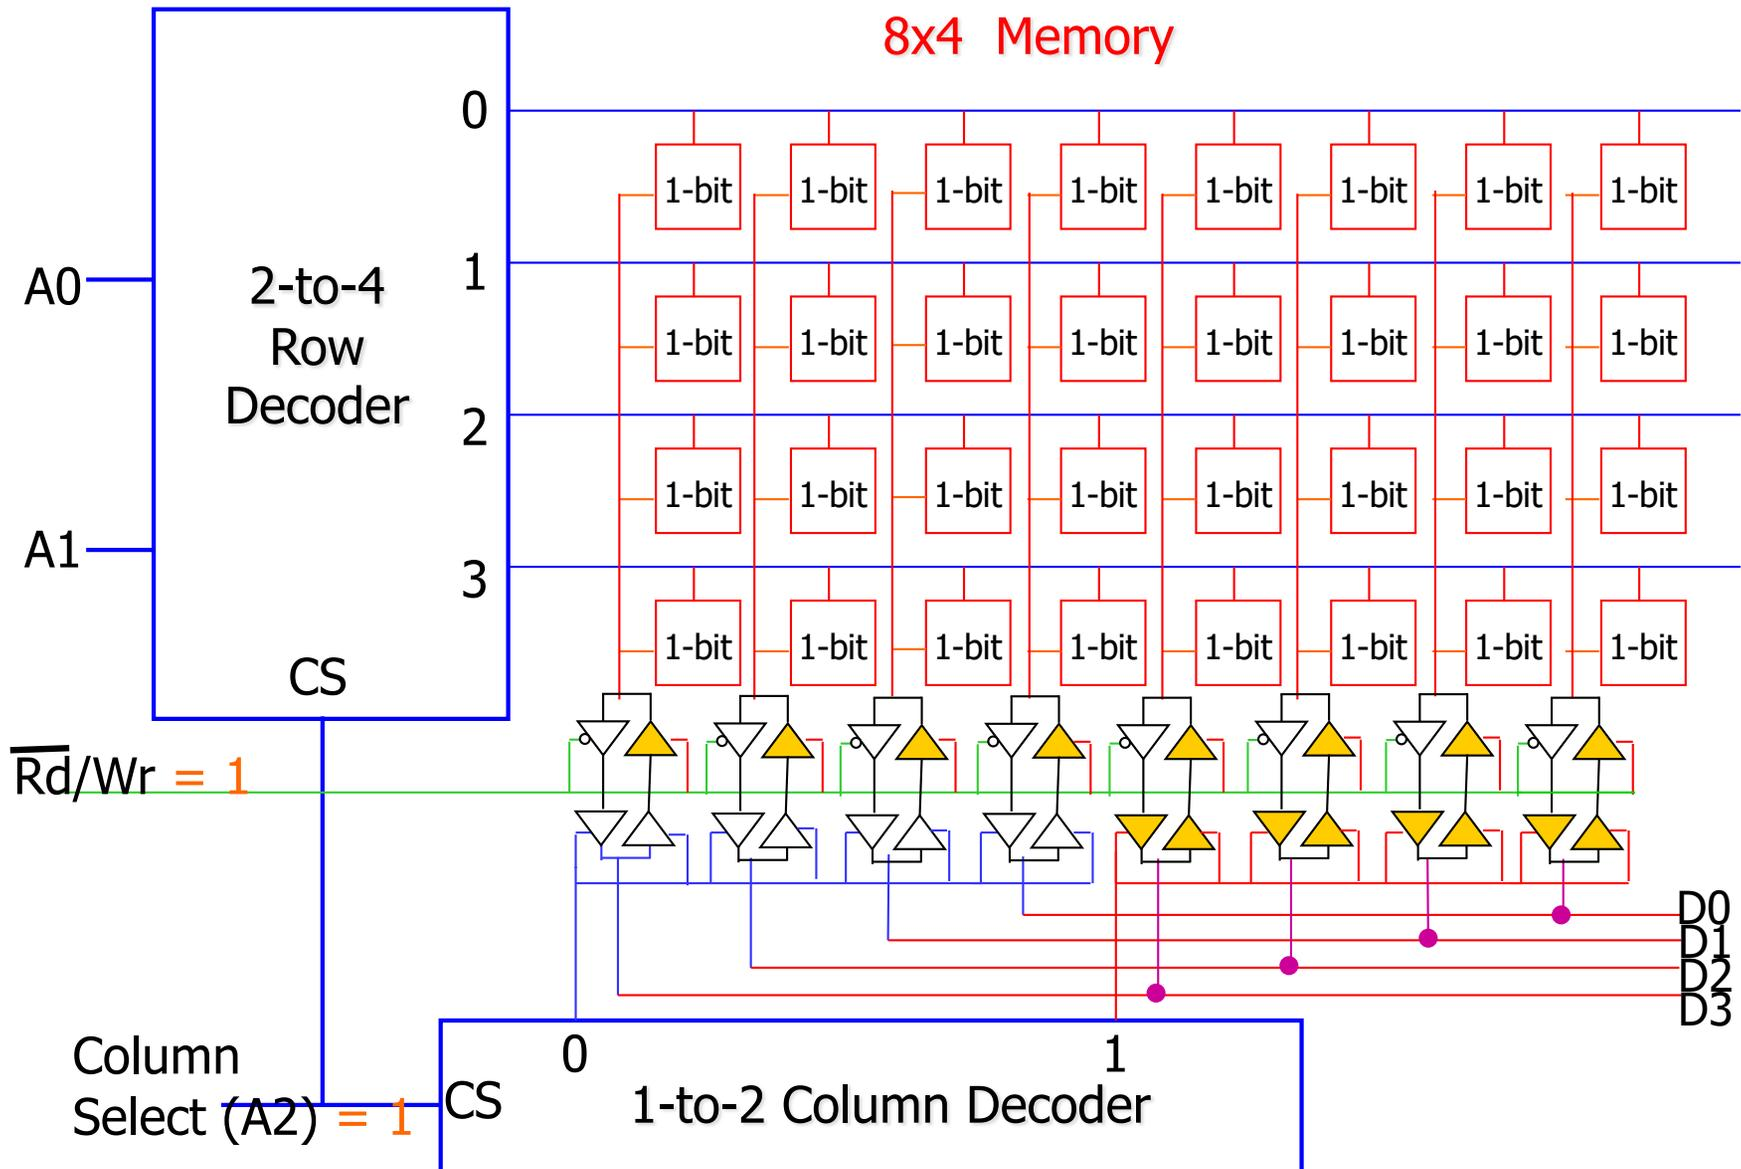 8x4 Memory
0
1-bit 1-bit 1-bit 1-bit 1-bit 1-bit 1-bit 1-bit
A0
2-to-4
Row
Decoder
1
1-bit 1-bit 1-bit 1-bit 1-bit 1-bit 1-bit 1-bit
2
1-bit 1-bit 1-bit 1-bit 1-bit 1-bit 1-bit 1-bit
A1
3
1-bit 1-bit 1-bit 1-bit 1-bit 1-bit 1-bit 1-bit
CS
R̅d̅/Wr = 1
D0
D1
D2
D3
Column
Select (A2) = 1
0
1
CS
1-to-2 Column Decoder